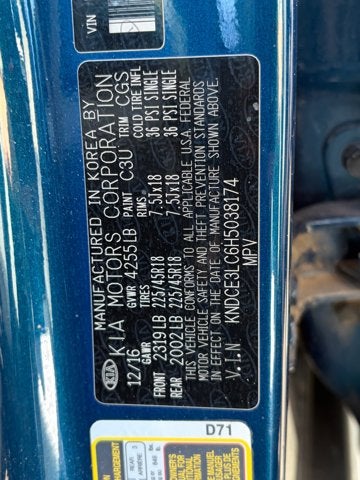 VIN
MANUFACTURED IN KOREA BY
KIA MOTORS CORPORATION
KIA
12/16 GVWR 4255LB PAINT C3U TRIM CGS
GAWR TIRES RIMS COLD TIRE INFL
FRONT 2319LB 225/45R18 7.5Jx18 36 PSI SINGLE
REAR 2002LB 225/45R18 7.5Jx18 36 PSI SINGLE
THIS VEHICLE CONFORMS TO ALL APPLICABLE U.S.A. FEDERAL
MOTOR VEHICLE SAFETY AND THEFT PREVENTION STANDARDS
IN EFFECT ON THE DATE OF MANUFACTURE SHOWN ABOVE.
V.I.N KNDCE3LC6H5038174
MPV
D71